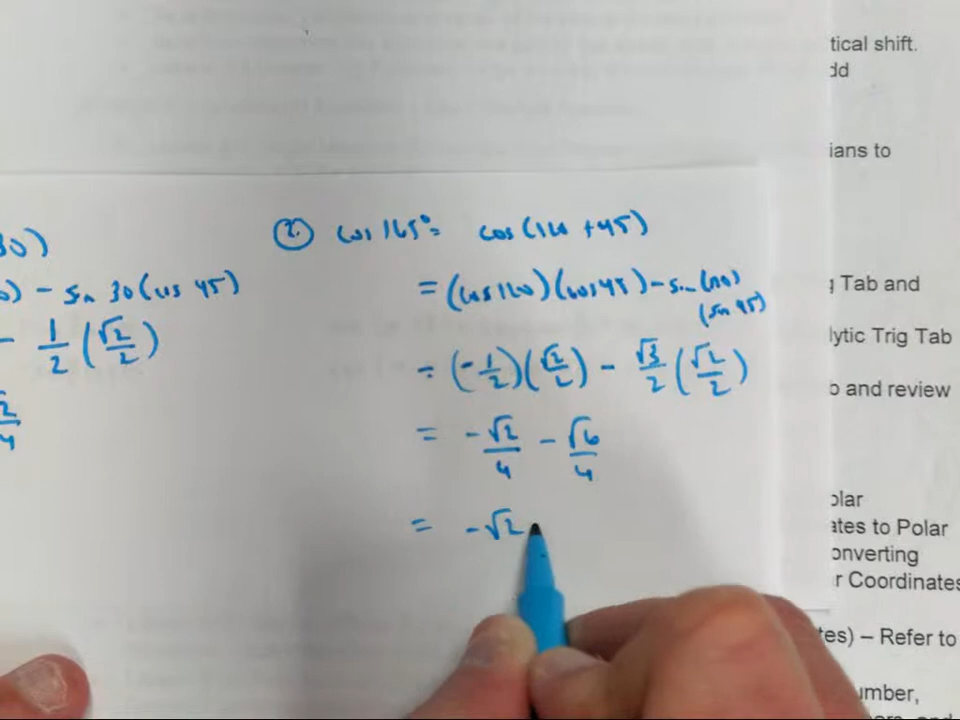 30)
0) - sin 30 (cos 45)
- 1/2 (√2/2)
2/4
② cos 165° = cos (120 + 45)
= (cos 120) (cos 45) - sin (120)
(sin 45)
= (-1/2) (√2/2) - √3/2 (√2/2)
= -√2/4 - √6/4
= -√2
tical shift.
dd
ians to
g Tab and
lytic Trig Tab
b and review
olar
ates to Polar
onverting
r Coordinates
tes) – Refer to
umber,